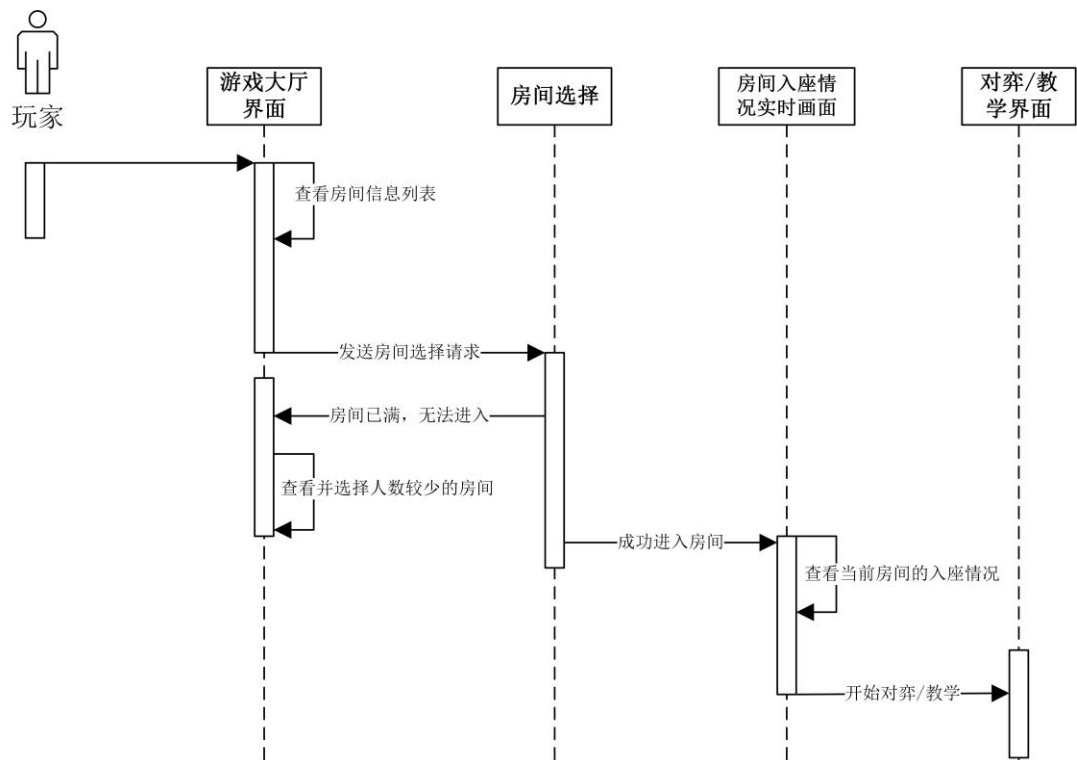 玩家
游戏大厅
界面
房间选择
房间入座情
况实时画面
对弈/教
学界面
查看房间信息列表
发送房间选择请求
房间已满，无法进入
查看并选择人数较少的房间
成功进入房间
查看当前房间的入座情况
开始对弈/教学